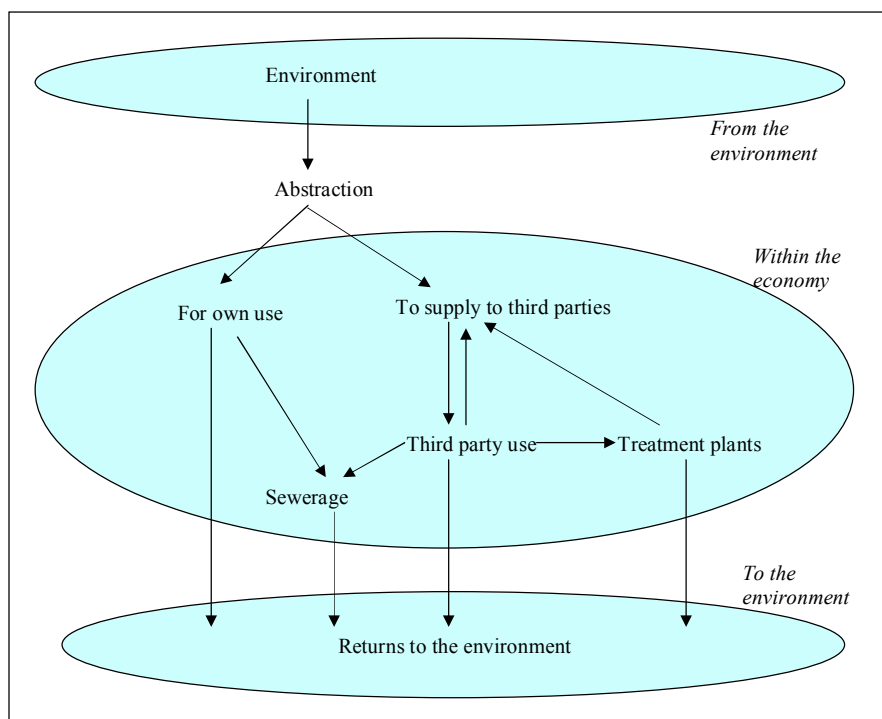 Environment
From the
environment
Abstraction
Within the
economy
For own use
To supply to third parties
Third party use
Treatment plants
Sewerage
To the
environment
Returns to the environment